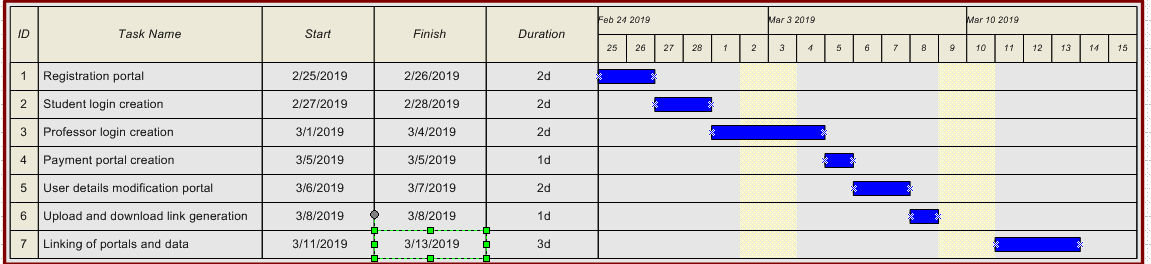 ID Task Name Start Finish Duration Feb 24 2019 Mar 3 2019 Mar 10 2019
25 26 27 28 1 2 3 4 5 6 7 8 9 10 11 12 13 14 15
1 Registration portal 2/25/2019 2/26/2019 2d
2 Student login creation 2/27/2019 2/28/2019 2d
3 Professor login creation 3/1/2019 3/4/2019 2d
4 Payment portal creation 3/5/2019 3/5/2019 1d
5 User details modification portal 3/6/2019 3/7/2019 2d
6 Upload and download link generation 3/8/2019 3/8/2019 1d
7 Linking of portals and data 3/11/2019 3/13/2019 3d